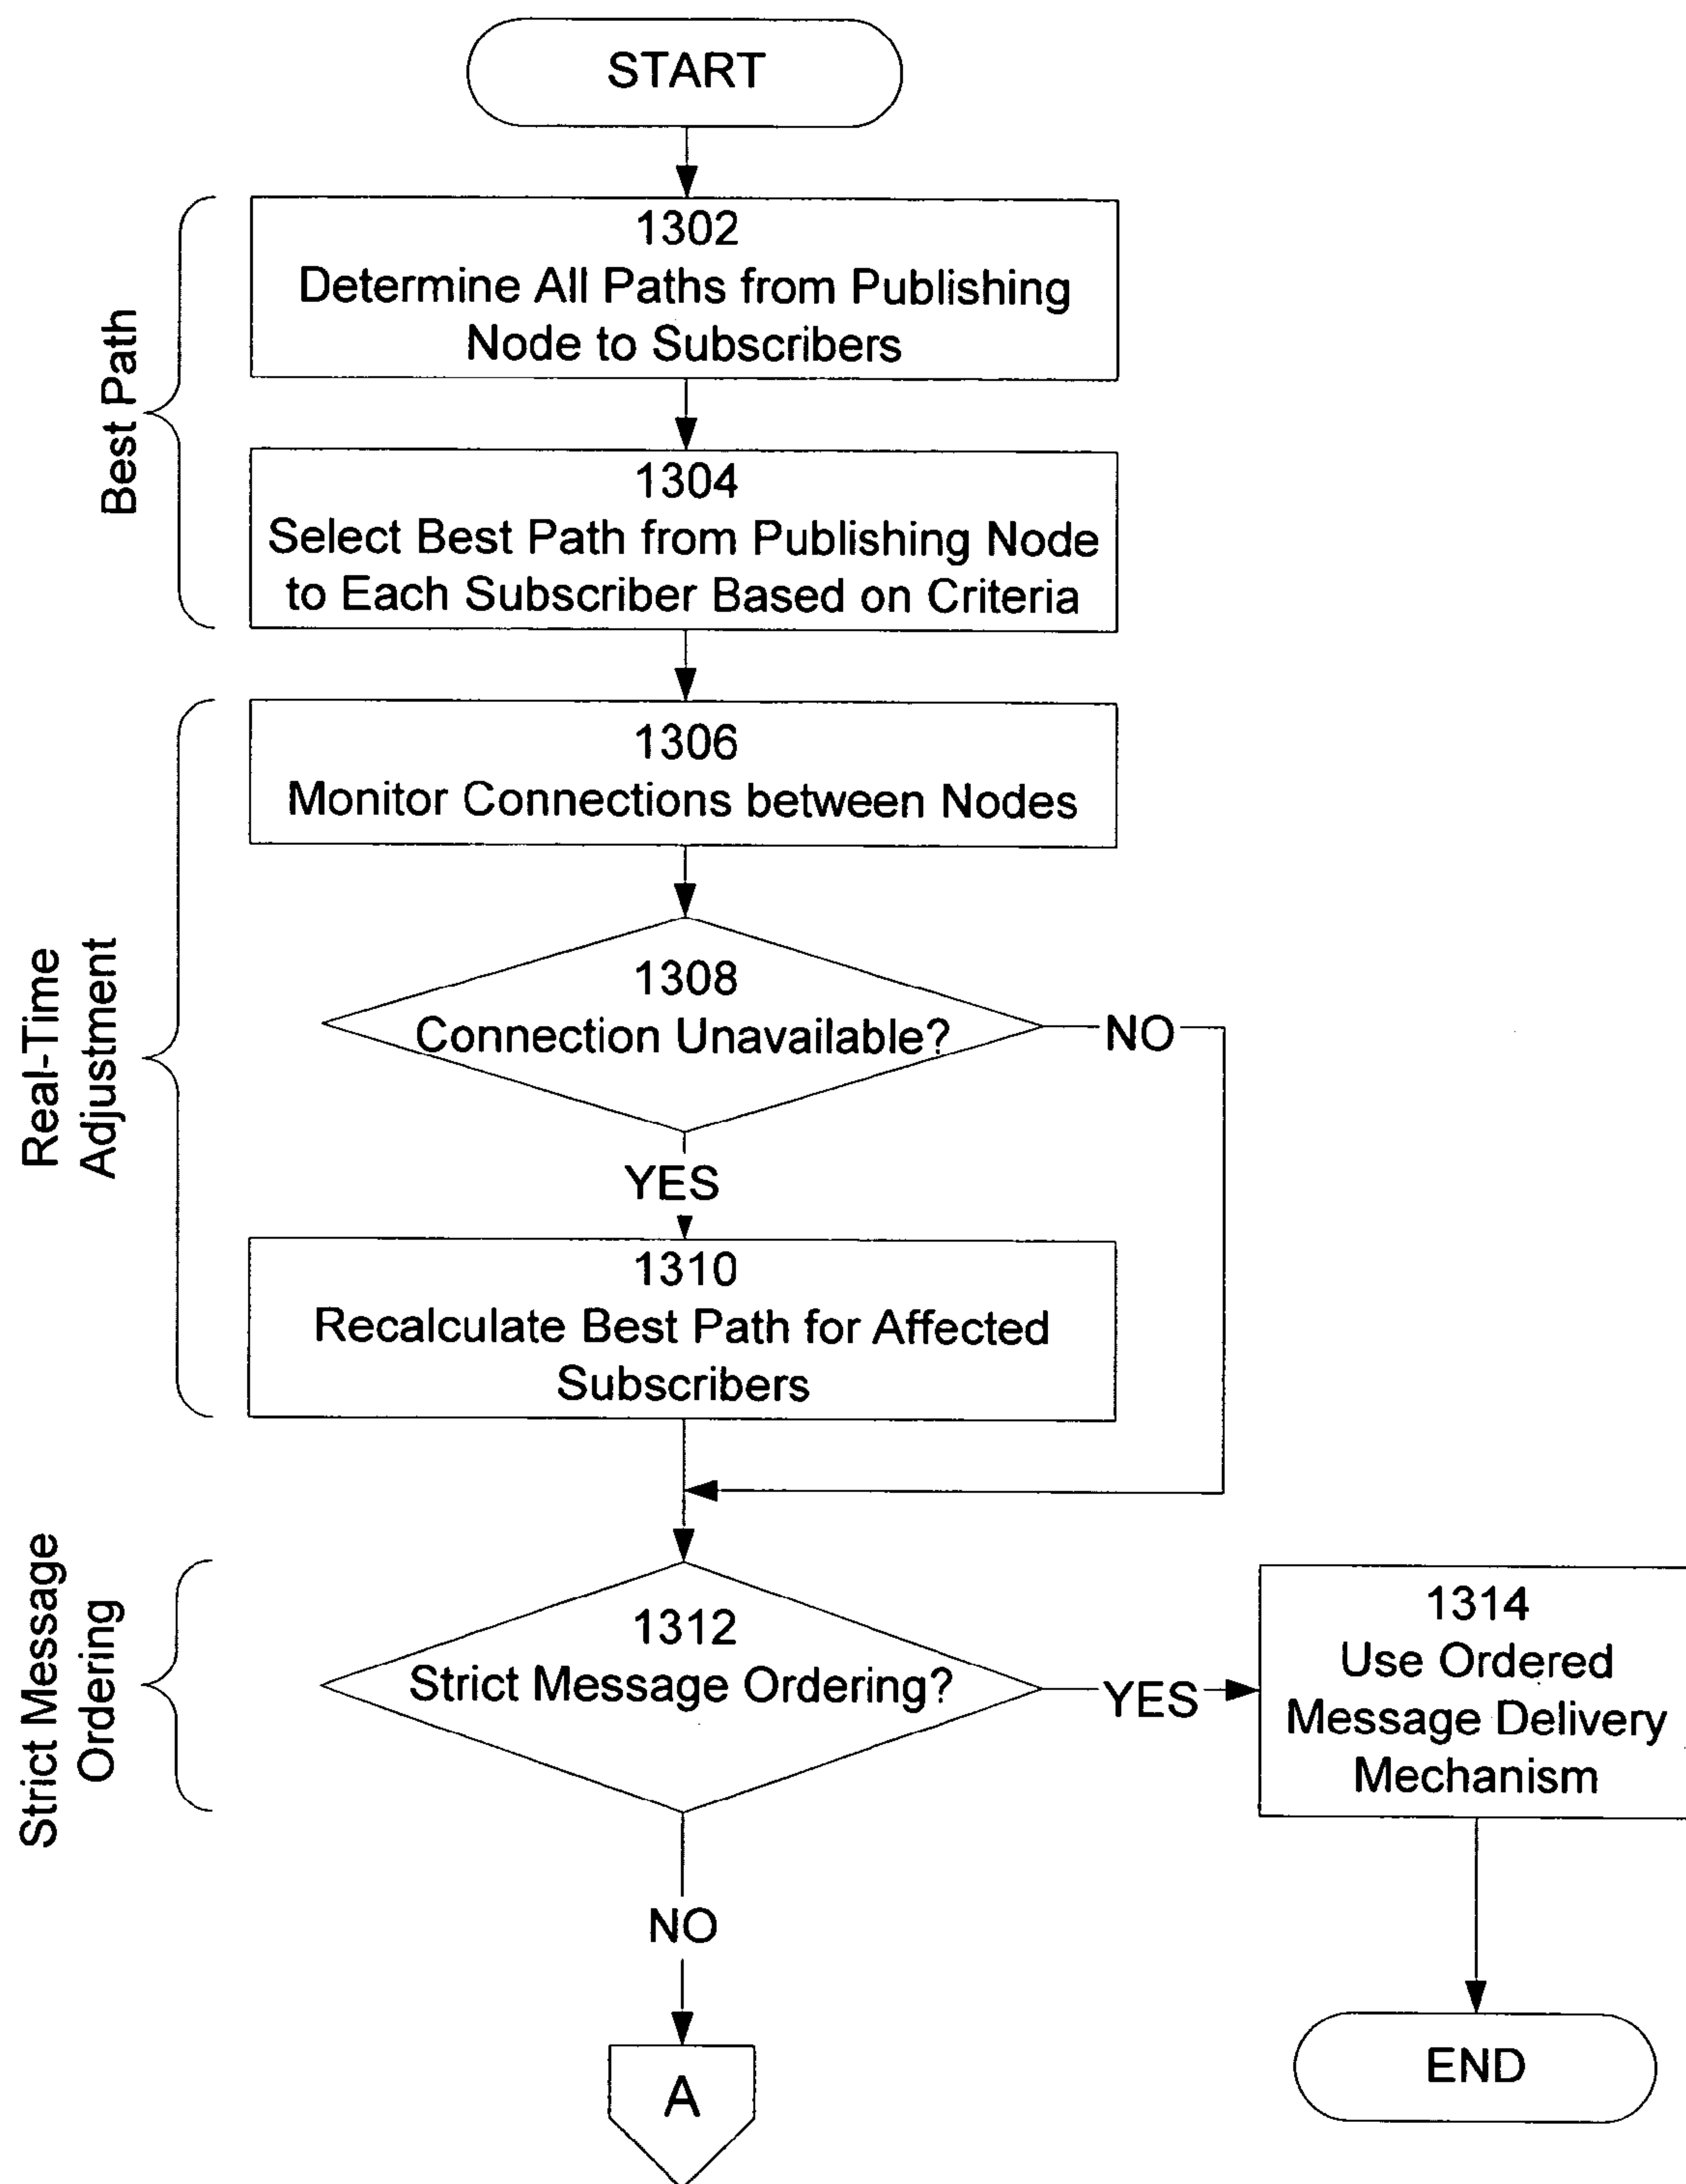 START
Best Path
1302
Determine All Paths from Publishing
Node to Subscribers
1304
Select Best Path from Publishing Node
to Each Subscriber Based on Criteria
Real-Time
Adjustment
1306
Monitor Connections between Nodes
1308
Connection Unavailable?
NO
YES
1310
Recalculate Best Path for Affected
Subscribers
Strict Message
Ordering
1312
Strict Message Ordering?
YES
1314
Use Ordered
Message Delivery
Mechanism
NO
A
END